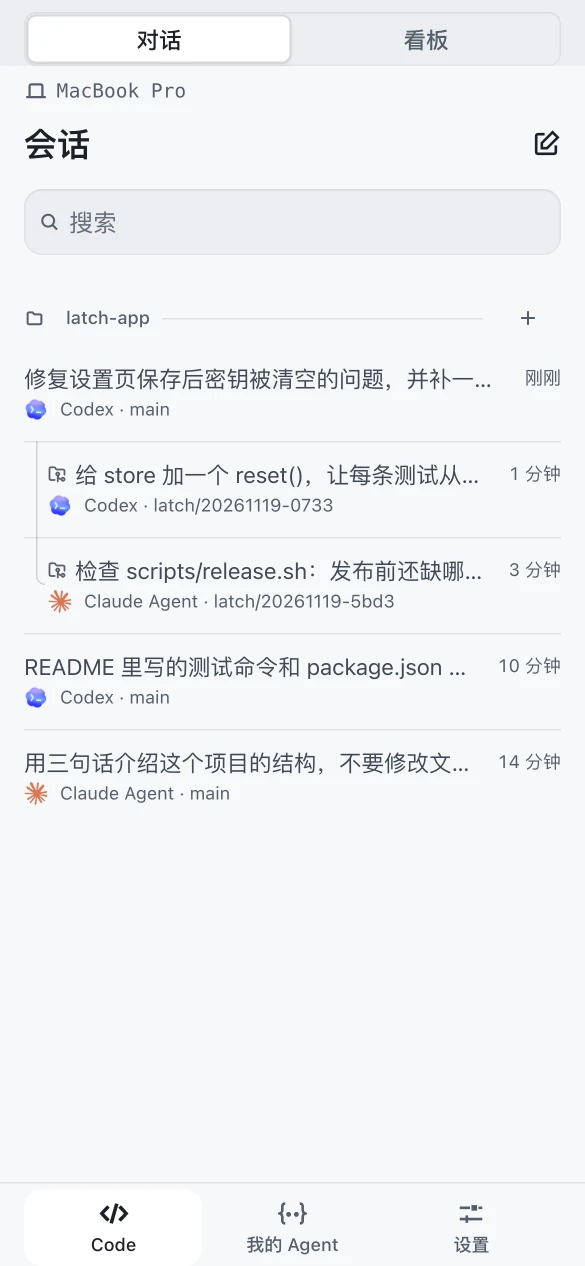 对话
看板
MacBook Pro
会话
搜索
latch-app
修复设置页保存后密钥被清空的问题，并补一... 刚刚
Codex · main
给 store 加一个 reset()，让每条测试从... 1 分钟
Codex · latch/20261119-0733
检查 scripts/release.sh：发布前还缺哪... 3 分钟
Claude Agent · latch/20261119-5bd3
README 里写的测试命令和 package.json ... 10 分钟
Codex · main
用三句话介绍这个项目的结构，不要修改文... 14 分钟
Claude Agent · main
Code
我的 Agent
设置